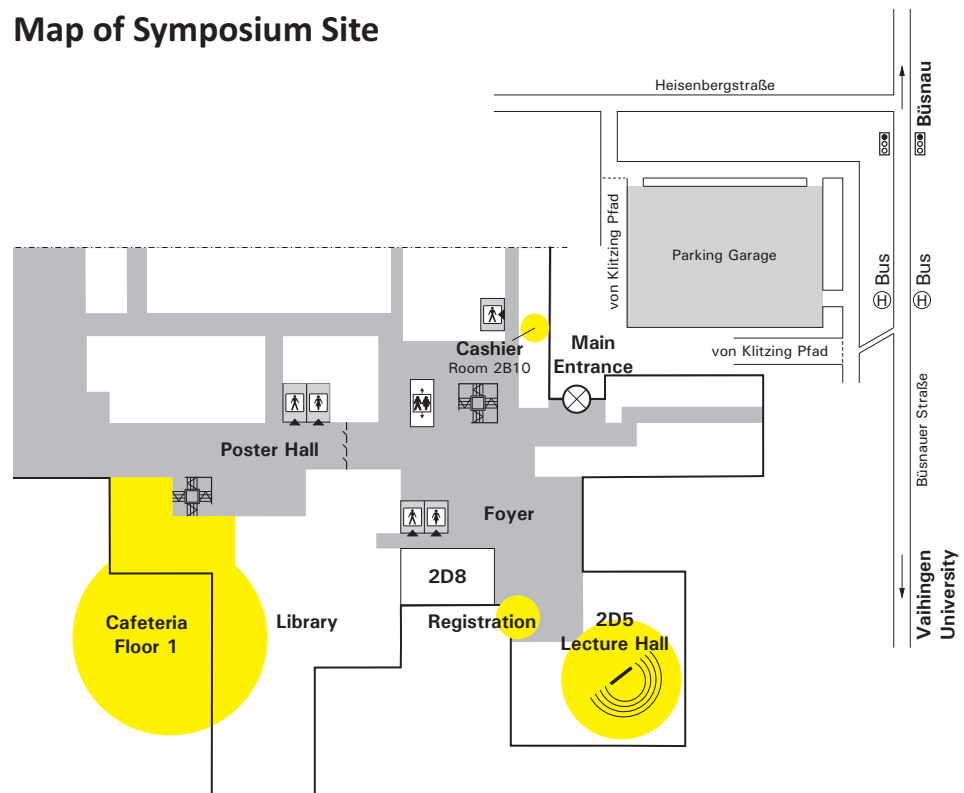 Map of Symposium Site
Heisenbergstraße
Büsnau
von Klitzing Pfad
Parking Garage
H Bus
H Bus
Cashier
Room 2B10
Main
Entrance
von Klitzing Pfad
Büsnauer Straße
Poster Hall
Foyer
2D8
Cafeteria
Floor 1
Library
Registration
2D5
Lecture Hall
Vaihingen
University